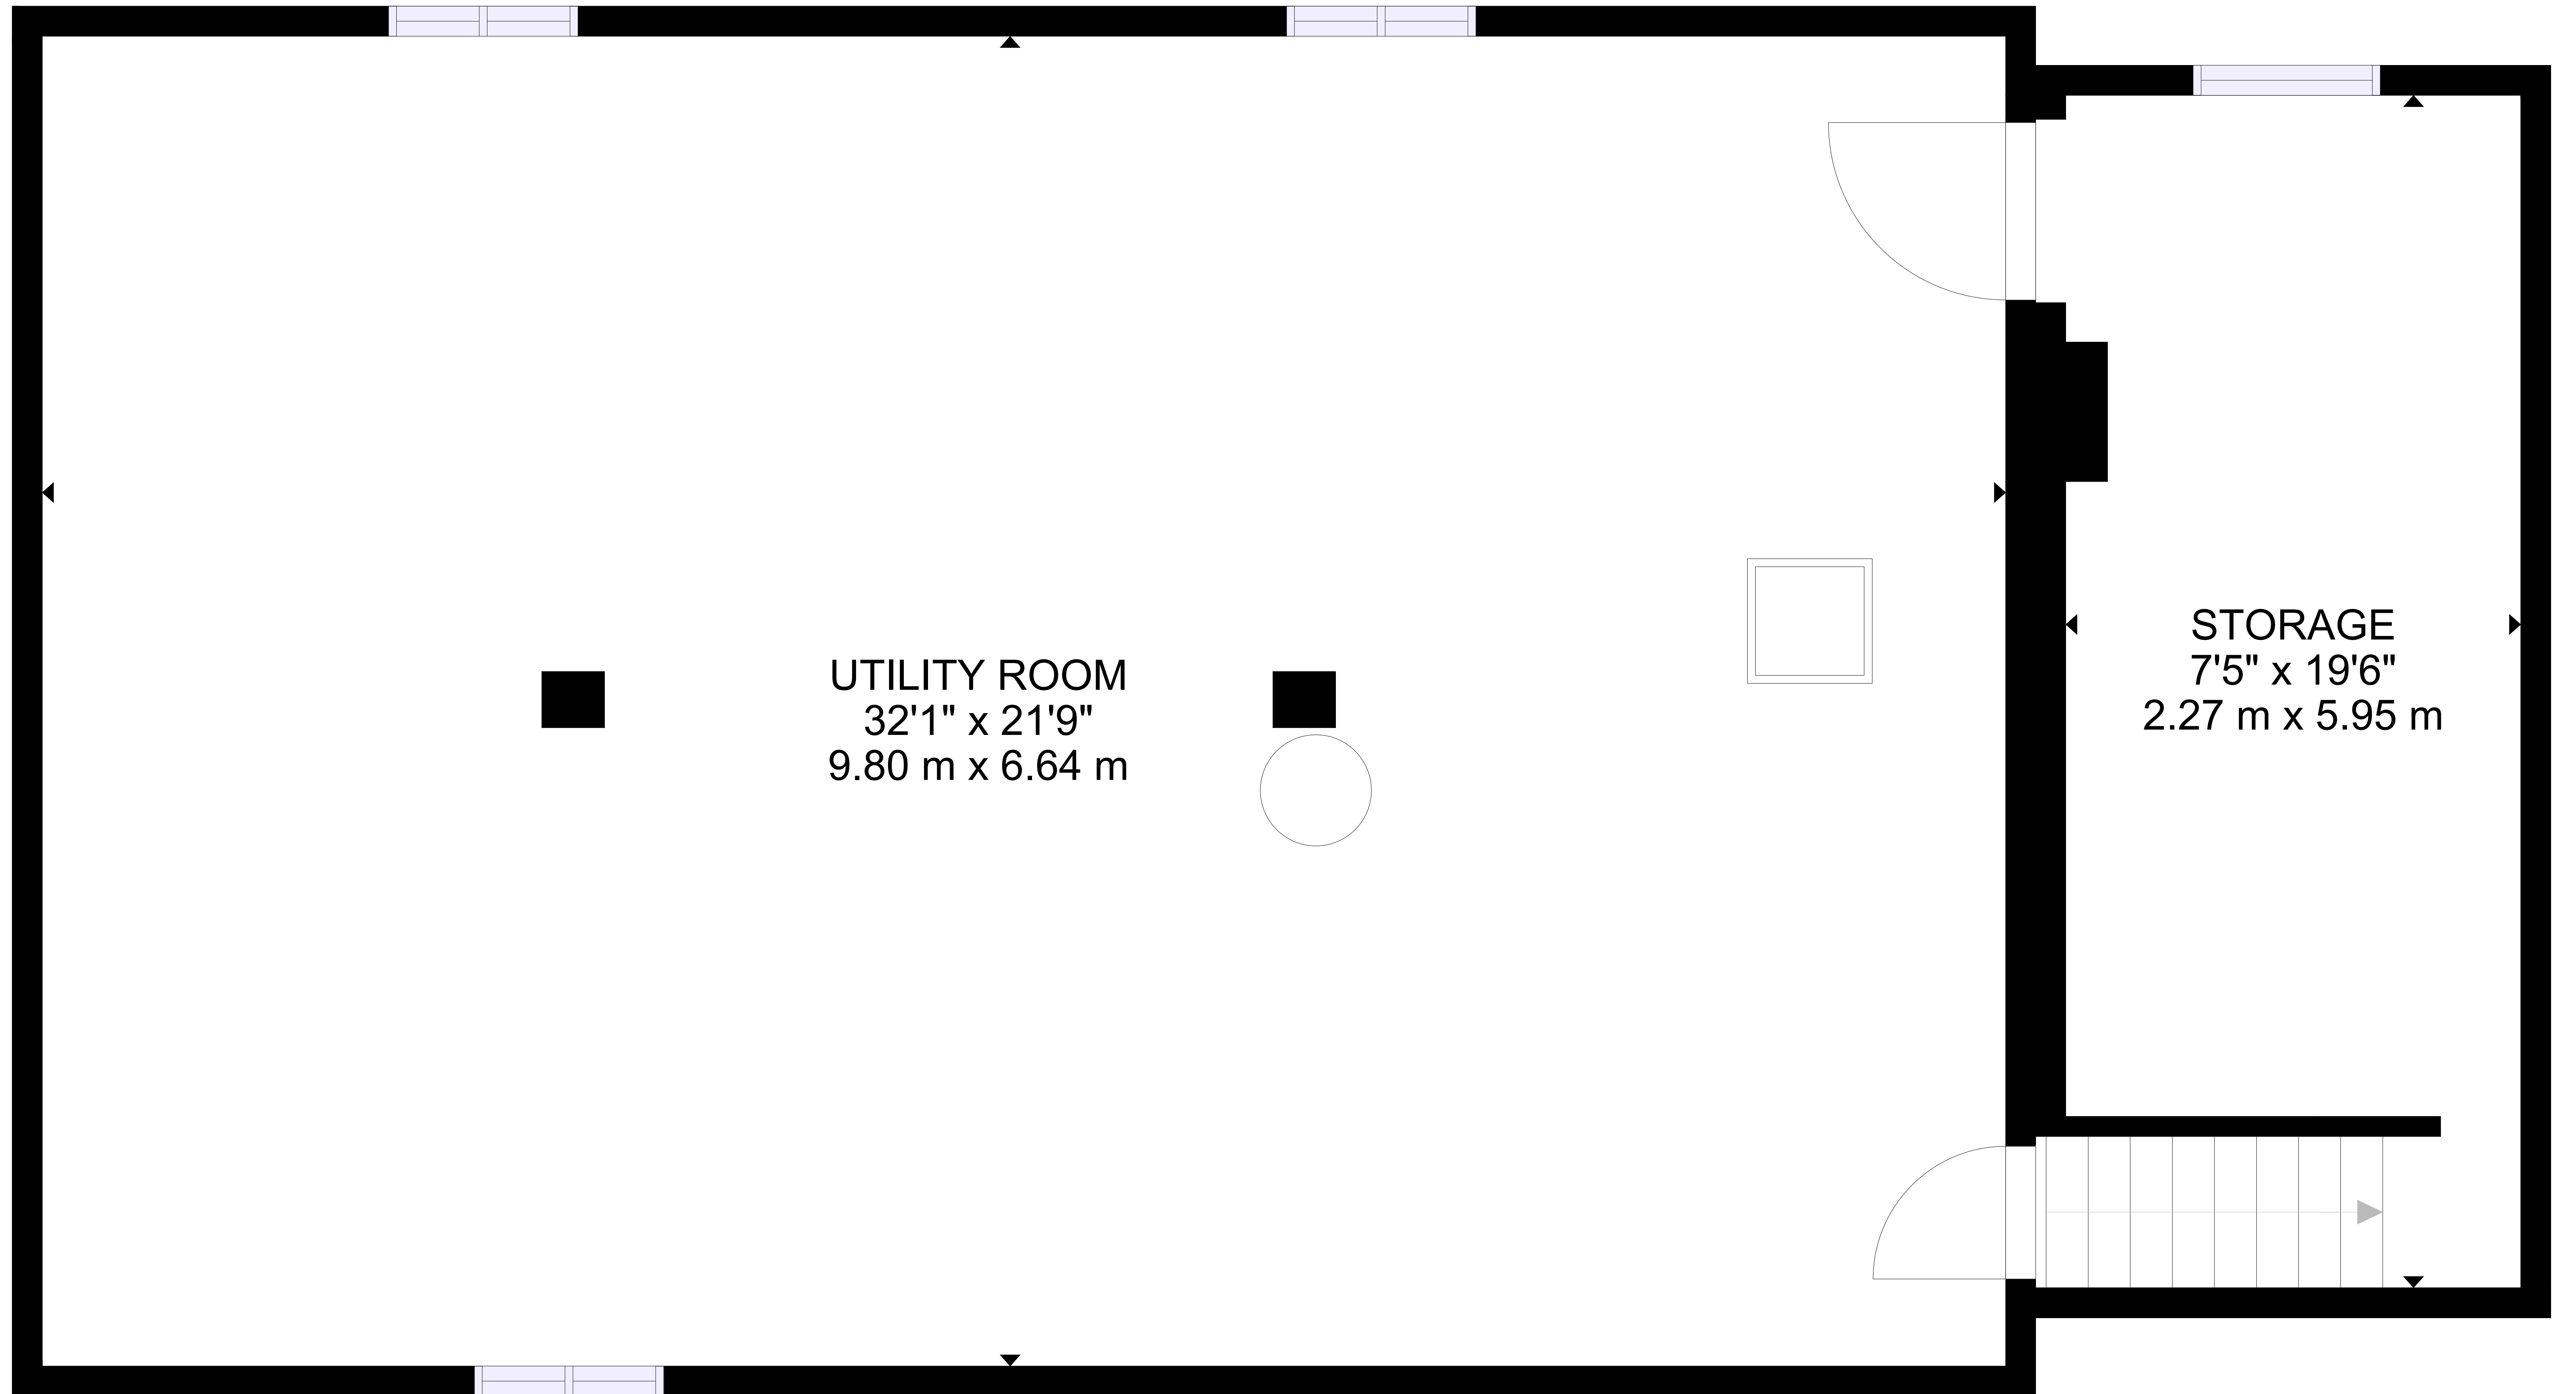 UTILITY ROOM
32'1" x 21'9"
9.80 m x 6.64 m
STORAGE
7'5" x 19'6"
2.27 m x 5.95 m